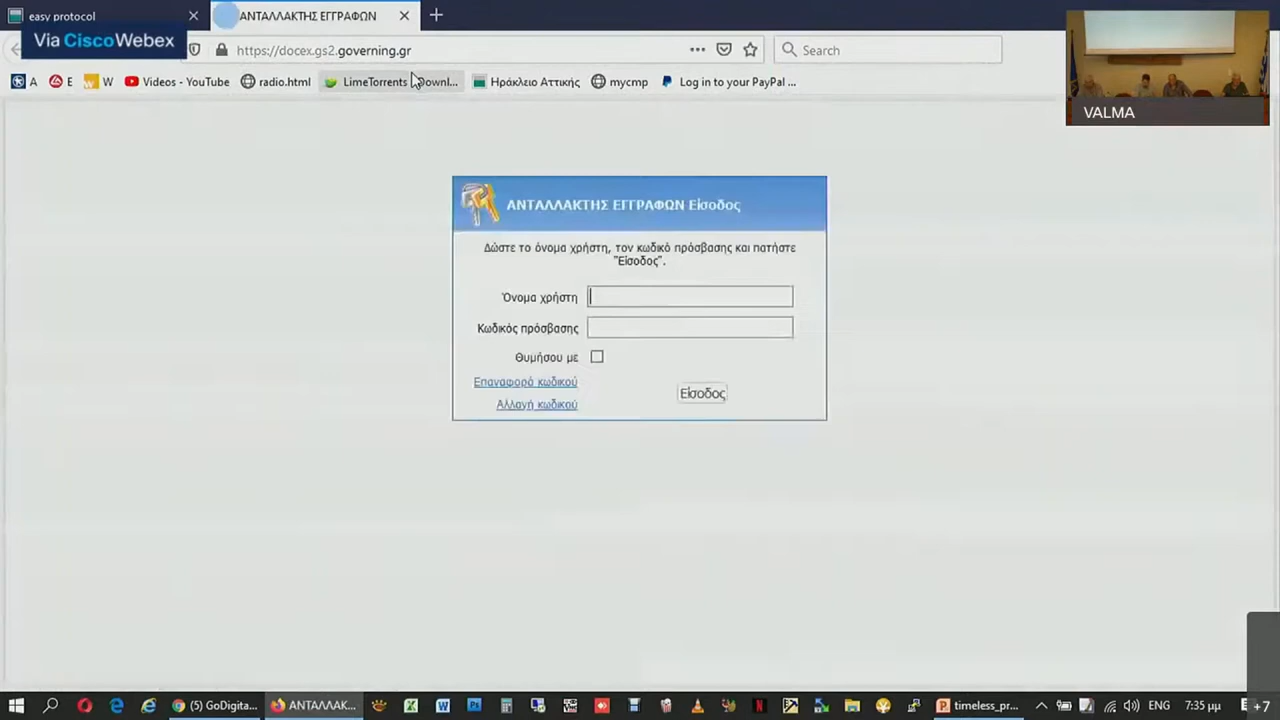 easy protocol
ΑΝΤΑΛΛΑΚΤΗΣ ΕΓΓΡΑΦΩΝ
Via Cisco Webex
https://docex.gs2.governing.gr
Search
A
E
W
Videos - YouTube
radio.html
LimeTorrents
Downl...
Ηράκλειο Αττικής
mycmp
Log in to your PayPal ...
VALMA
ΑΝΤΑΛΛΑΚΤΗΣ ΕΓΓΡΑΦΩΝ Είσοδος
Δώστε το όνομα χρήστη, τον κωδικό πρόσβασης και πατήστε
"Είσοδος".
Όνομα χρήστη
Κωδικός πρόσβασης
Θυμήσου με
Επαναφορά κωδικού
Αλλαγή κωδικού
Είσοδος
(5) GoDigita...
ΑΝΤΑΛΛΑΚ...
timeless_pr...
ENG
7:35 μμ
+7